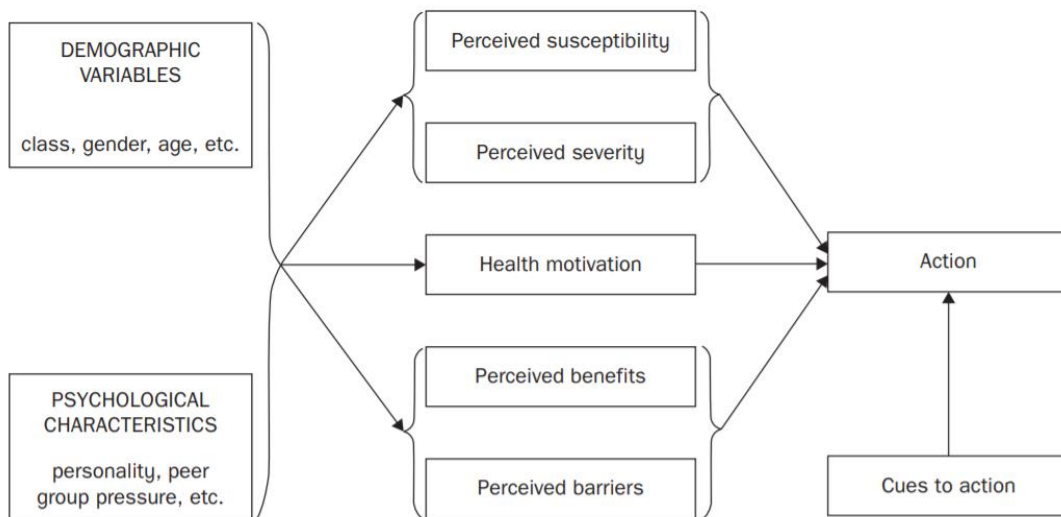 DEMOGRAPHIC
VARIABLES
class, gender, age, etc.
PSYCHOLOGICAL
CHARACTERISTICS
personality, peer
group pressure, etc.
Perceived susceptibility
Perceived severity
Health motivation
Perceived benefits
Perceived barriers
Action
Cues to action